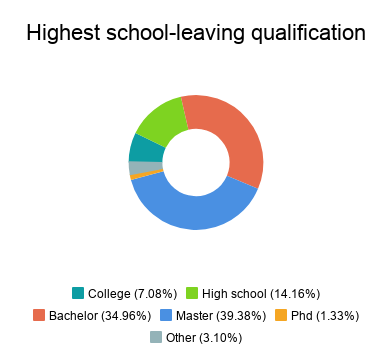 Highest school-leaving qualification
College (7.08%) High school (14.16%)
Bachelor (34.96%) Master (39.38%) Phd (1.33%)
Other (3.10%)